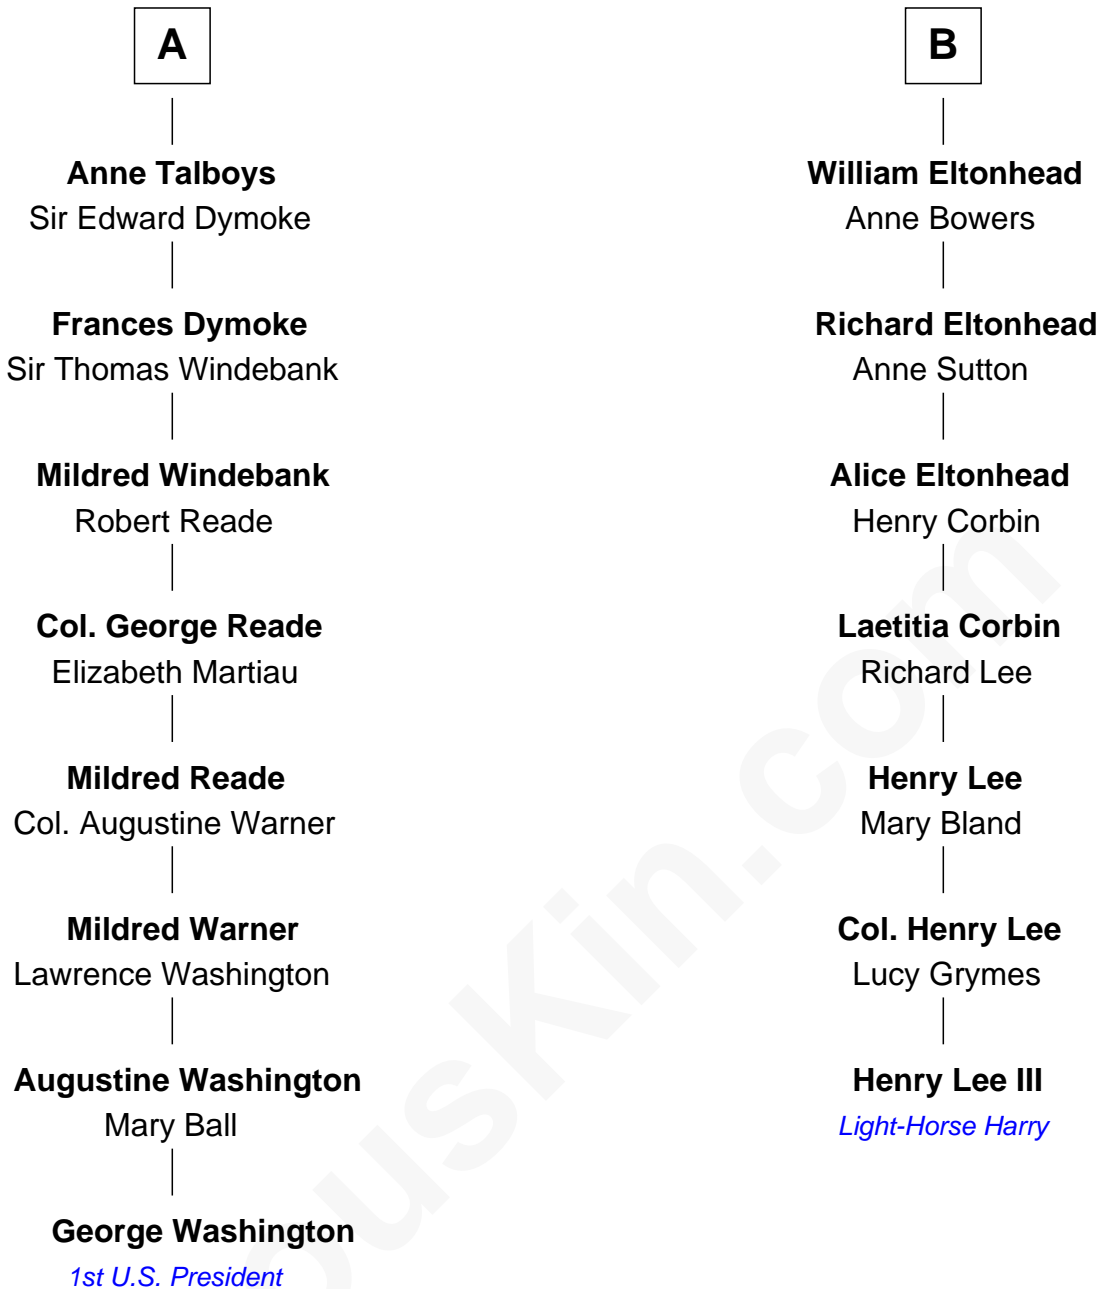 A
Anne Talboys
Sir Edward Dymoke
Frances Dymoke
Sir Thomas Windebank
Mildred Windebank
Robert Reade
Col. George Reade
Elizabeth Martiau
Mildred Reade
Col. Augustine Warner
Mildred Warner
Lawrence Washington
Augustine Washington
Mary Ball
George Washington
1st U.S. President
B
William Eltonhead
Anne Bowers
Richard Eltonhead
Anne Sutton
Alice Eltonhead
Henry Corbin
Laetitia Corbin
Richard Lee
Henry Lee
Mary Bland
Col. Henry Lee
Lucy Grymes
Henry Lee III
Light-Horse Harry
ousKin.com